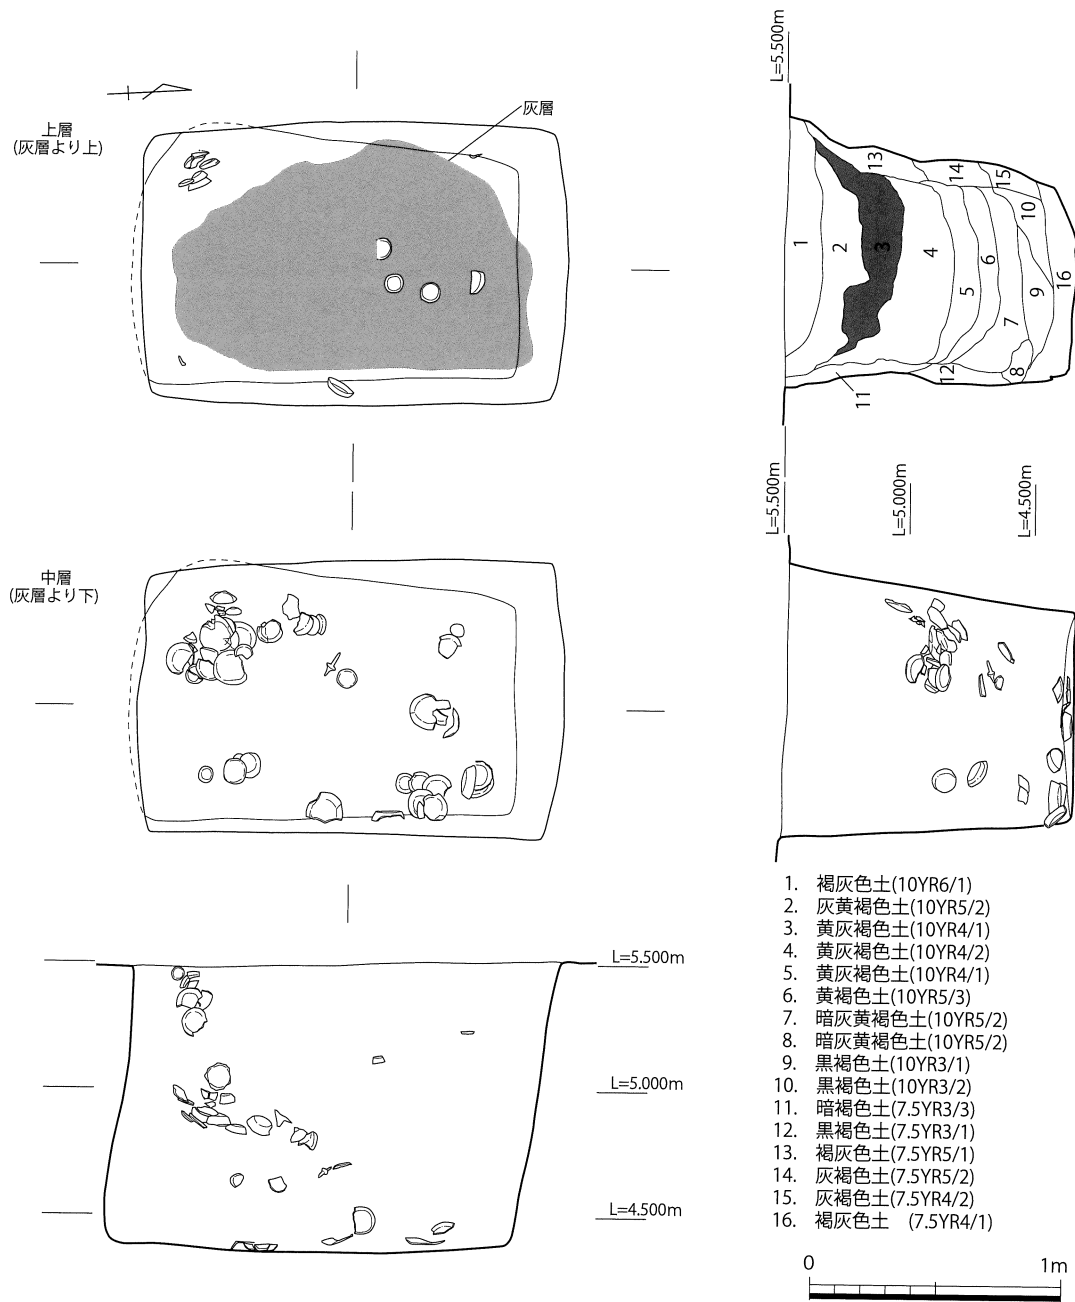 L=5.500m
灰層
上層
(灰層より上)
13
14
15
10
1
2
3
4
6
5
9
16
7
12
8
11
L=5.500m
L=5.000m
L=4.500m
中層
(灰層より下)
1. 褐灰色土(10YR6/1)
2. 灰黄褐色土(10YR5/2)
3. 黄灰褐色土(10YR4/1)
4. 黄灰褐色土(10YR4/2)
5. 黄灰褐色土(10YR4/1)
6. 黄褐色土(10YR5/3)
7. 暗灰黄褐色土(10YR5/2)
8. 暗灰黄褐色土(10YR5/2)
9. 黒褐色土(10YR3/1)
10. 黒褐色土(10YR3/2)
11. 暗褐色土(7.5YR3/3)
12. 黒褐色土(7.5YR3/1)
13. 褐灰色土(7.5YR5/1)
14. 灰褐色土(7.5YR5/2)
15. 灰褐色土(7.5YR4/2)
16. 褐灰色土 (7.5YR4/1)
L=5.500m
L=5.000m
L=4.500m
0 1m